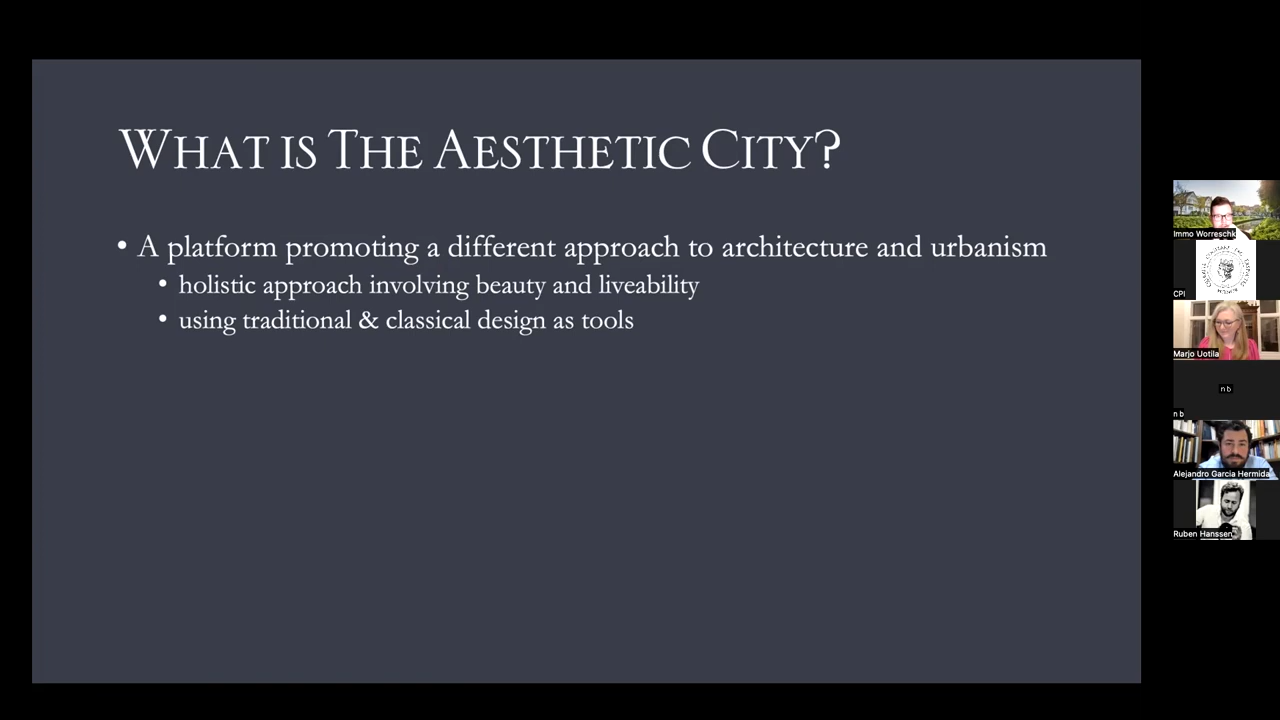 WHAT IS THE AESTHETIC CITY?
• A platform promoting a different approach to architecture and urbanism
• holistic approach involving beauty and liveability
• using traditional & classical design as tools
Immo Worreschk
CPI
Marjo Uotila
n b
n b
Alejandro Garcia Hermida
Ruben Hanssen